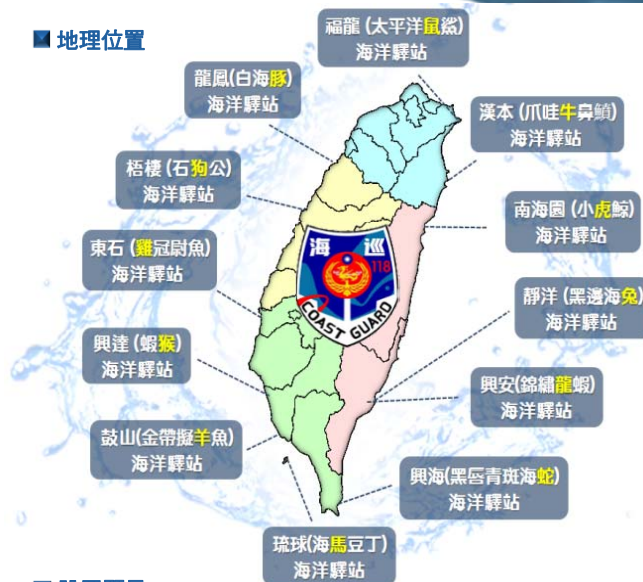 地理位置
福龍(太平洋鼠鯊)
海洋驛站
龍鳳(白海豚)
海洋驛站
漢本(爪哇牛鼻鱝)
海洋驛站
梧棲(石狗公)
海洋驛站
南海園(小虎鯨)
海洋驛站
東石(雞冠尉魚)
海洋驛站
海巡
118
COAST GUARD
靜洋(黑邊海兔)
海洋驛站
興達(蝦猴)
海洋驛站
興安(錦繡龍蝦)
海洋驛站
鼓山(金帶擬羊魚)
海洋驛站
興海(黑唇青斑海蛇)
海洋驛站
琉球(海馬豆丁)
海洋驛站